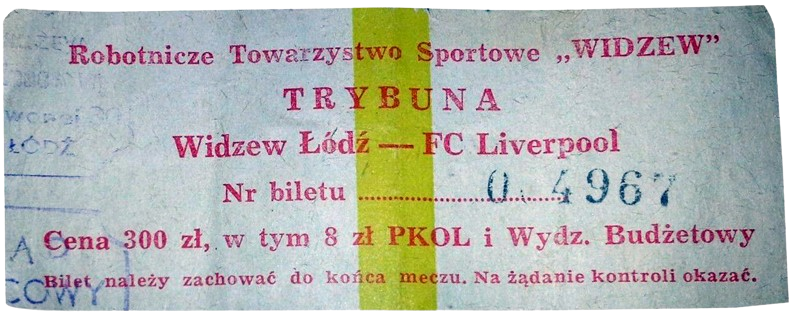 Robotnicze Towarzystwo Sportowe „WIDZEW”
TRYBUNA
Widzew Łódź — FC Liverpool
Nr biletu ........................ 0 4967
Cena 300 zł, w tym 8 zł PKOL i Wydz. Budżetowy
Bilet należy zachować do końca meczu. Na żądanie kontroli okazać.
ŁÓDŹ